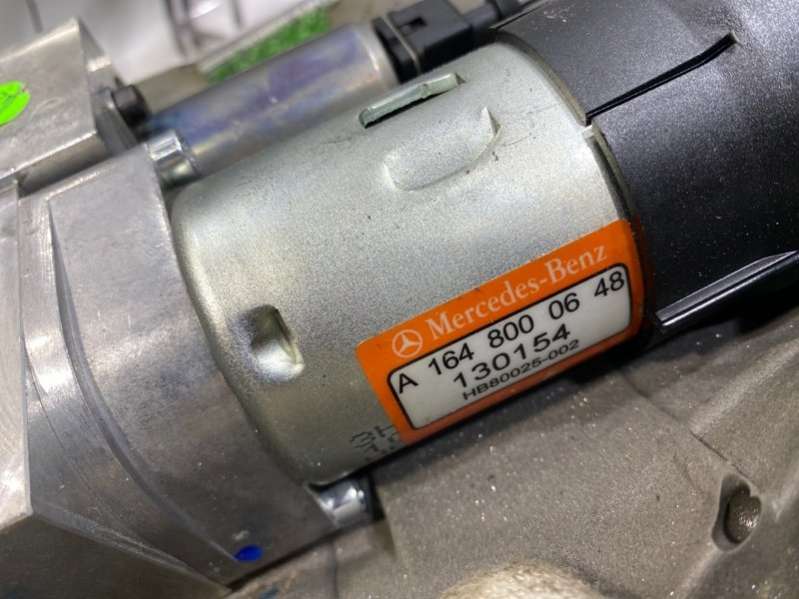 Mercedes-Benz
A 164 800 06 48
130154
HB80025-002